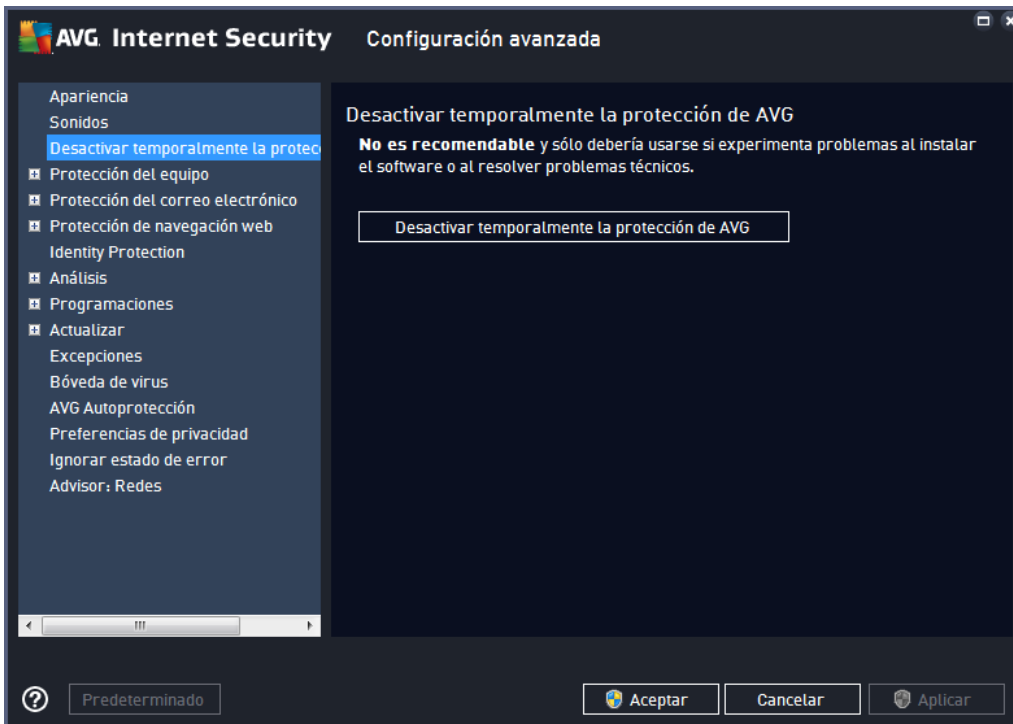 AVG. Internet Security
Configuración avanzada
Apariencia
Sonidos
Desactivar temporalmente la protec
Protección del equipo
Protección del correo electrónico
Protección de navegación web
Identity Protection
Análisis
Programaciones
Actualizar
Excepciones
Bóveda de virus
AVG Autoprotección
Preferencias de privacidad
Ignorar estado de error
Advisor: Redes
Desactivar temporalmente la protección de AVG
No es recomendable y sólo debería usarse si experimenta problemas al instalar
el software o al resolver problemas técnicos.
Desactivar temporalmente la protección de AVG
Predeterminado
Aceptar
Cancelar
Aplicar